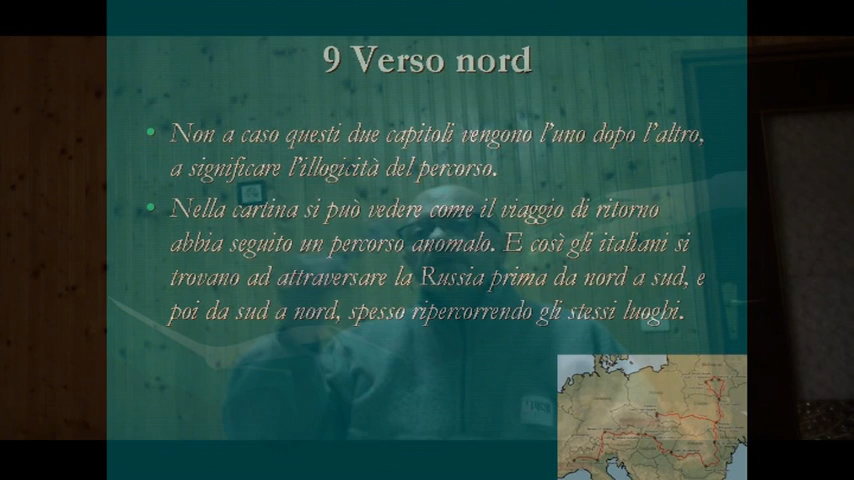 9 Verso nord
• Non a caso questi due capitoli vengono l'uno dopo l'altro,
a significare l'illogicità del percorso.
• Nella cartina si può vedere come il viaggio di ritorno
abbia seguito un percorso anomalo. E così gli italiani si
trovano ad attraversare la Russia prima da nord a sud, e
poi da sud a nord, spesso ripercorrendo gli stessi luoghi.